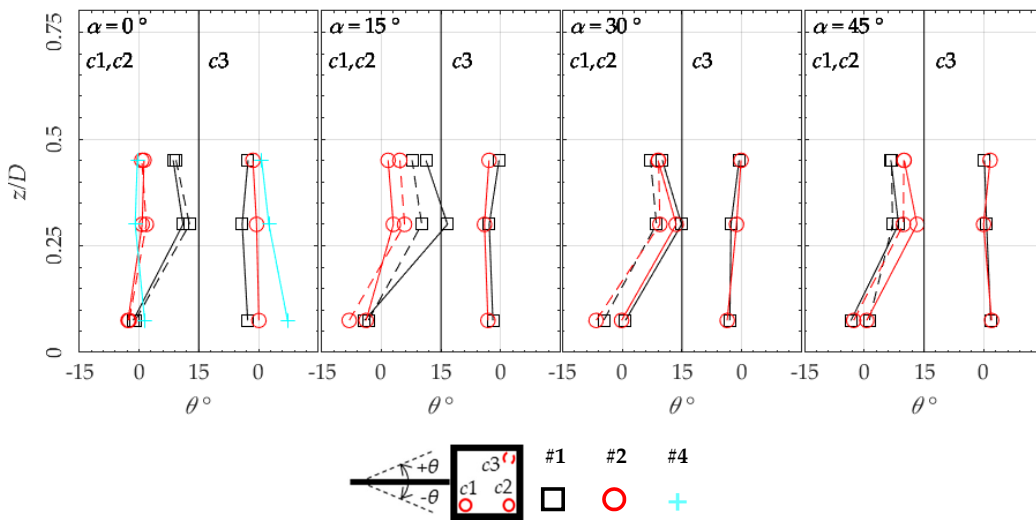 α = 0 °
α = 15 °
α = 30 °
α = 45 °
c1,c2
c3
c1,c2
c3
c1,c2
c3
c1,c2
c3
0.75
0.5
0.25
0
z/D
-15 0 15 0 -15 0 15 0 -15 0 15 0 -15 0 15 0
θ °
θ °
θ °
θ °
+θ
-θ
c3
c1
c2
#1
#2
#4